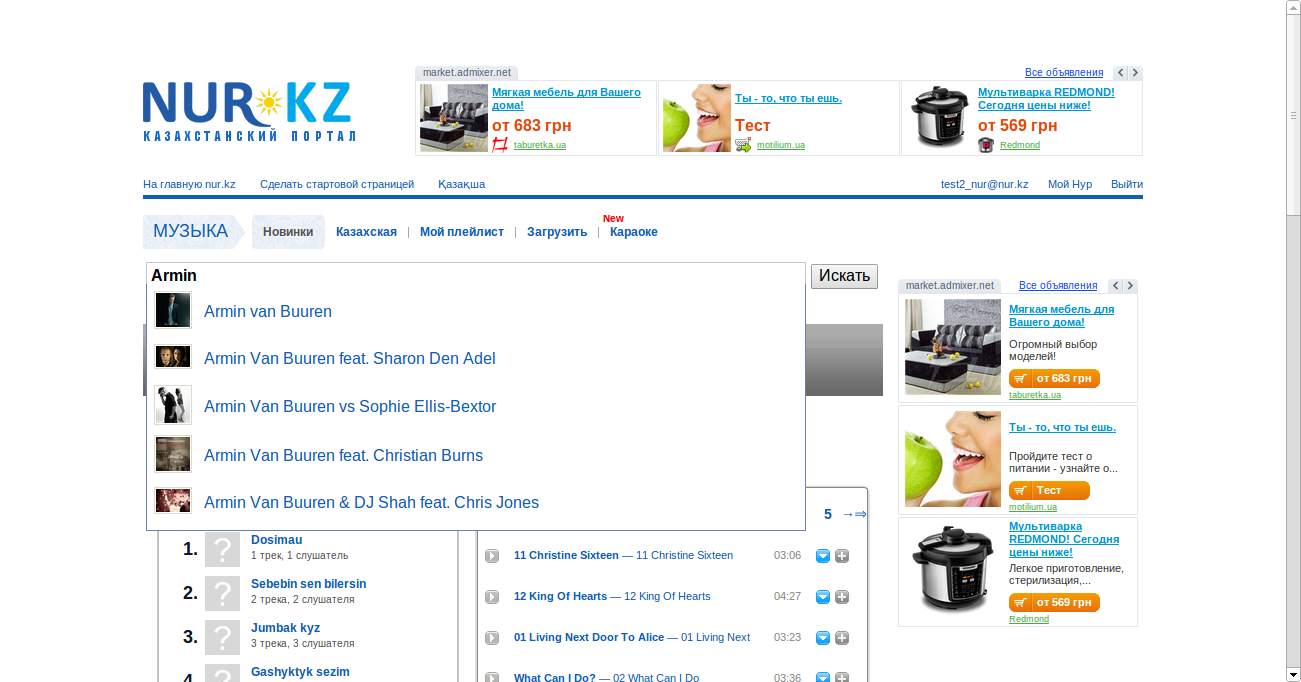 market.admixer.net
Все объявления
Мягкая мебель для Вашего
дома!
от 683 грн
taburetka.ua
Ты - то, что ты ешь.
Тест
motilium.ua
Мультиварка REDMOND!
Сегодня цены ниже!
от 569 грн
Redmond
NUR KZ
КАЗАХСТАНСКИЙ ПОРТАЛ
На главную nur.kz
Сделать стартовой страницей
Қазақша
test2_nur@nur.kz
Мой Нур
Выйти
МУЗЫКА
Новинки
Казахская
Мой плейлист
Загрузить
New
Караоке
Armin
Искать
Armin van Buuren
Armin Van Buuren feat. Sharon Den Adel
Armin Van Buuren vs Sophie Ellis-Bextor
Armin Van Buuren feat. Christian Burns
Armin Van Buuren & DJ Shah feat. Chris Jones
1.
Dosimau
1 трек, 1 слушатель
2.
Sebebin sen bilersin
2 трека, 2 слушателя
3.
Jumbak kyz
3 трека, 3 слушателя
4.
Gashyktyk sezim
5 →⇒
11 Christine Sixteen — 11 Christine Sixteen 03:06
12 King Of Hearts — 12 King Of Hearts 04:27
01 Living Next Door To Alice — 01 Living Next 03:23
What Can I Do? — 02 What Can I Do 03:36
market.admixer.net
Все объявления
Мягкая мебель для
Вашего дома!
Огромный выбор
моделей!
от 683 грн
taburetka.ua
Ты - то, что ты ешь.
Пройдите тест о
питании - узнайте о...
Тест
motilium.ua
Мультиварка
REDMOND! Сегодня
цены ниже!
Легкое приготовление,
стерилизация,...
от 569 грн
Redmond